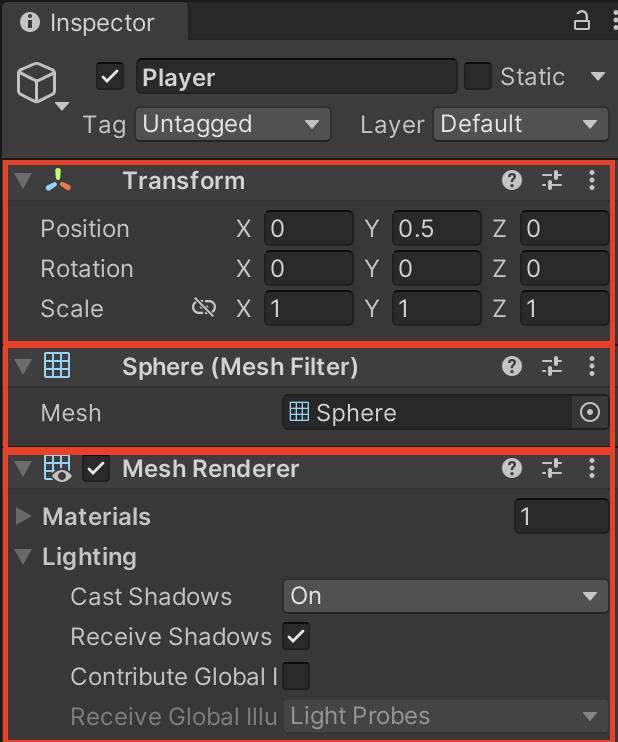 Inspector
Player Static
Tag Untagged Layer Default
Transform
Position X 0 Y 0.5 Z 0
Rotation X 0 Y 0 Z 0
Scale X 1 Y 1 Z 1
Sphere (Mesh Filter)
Mesh Sphere
Mesh Renderer
Materials 1
Lighting
Cast Shadows On
Receive Shadows
Contribute Global I
Receive Global Illu Light Probes